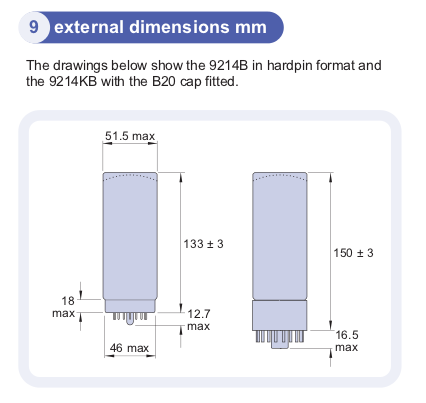 9 external dimensions mm
The drawings below show the 9214B in hardpin format and
the 9214KB with the B20 cap fitted.
51.5 max
133 ± 3
150 ± 3
18
max
12.7
max
46 max
16.5
max